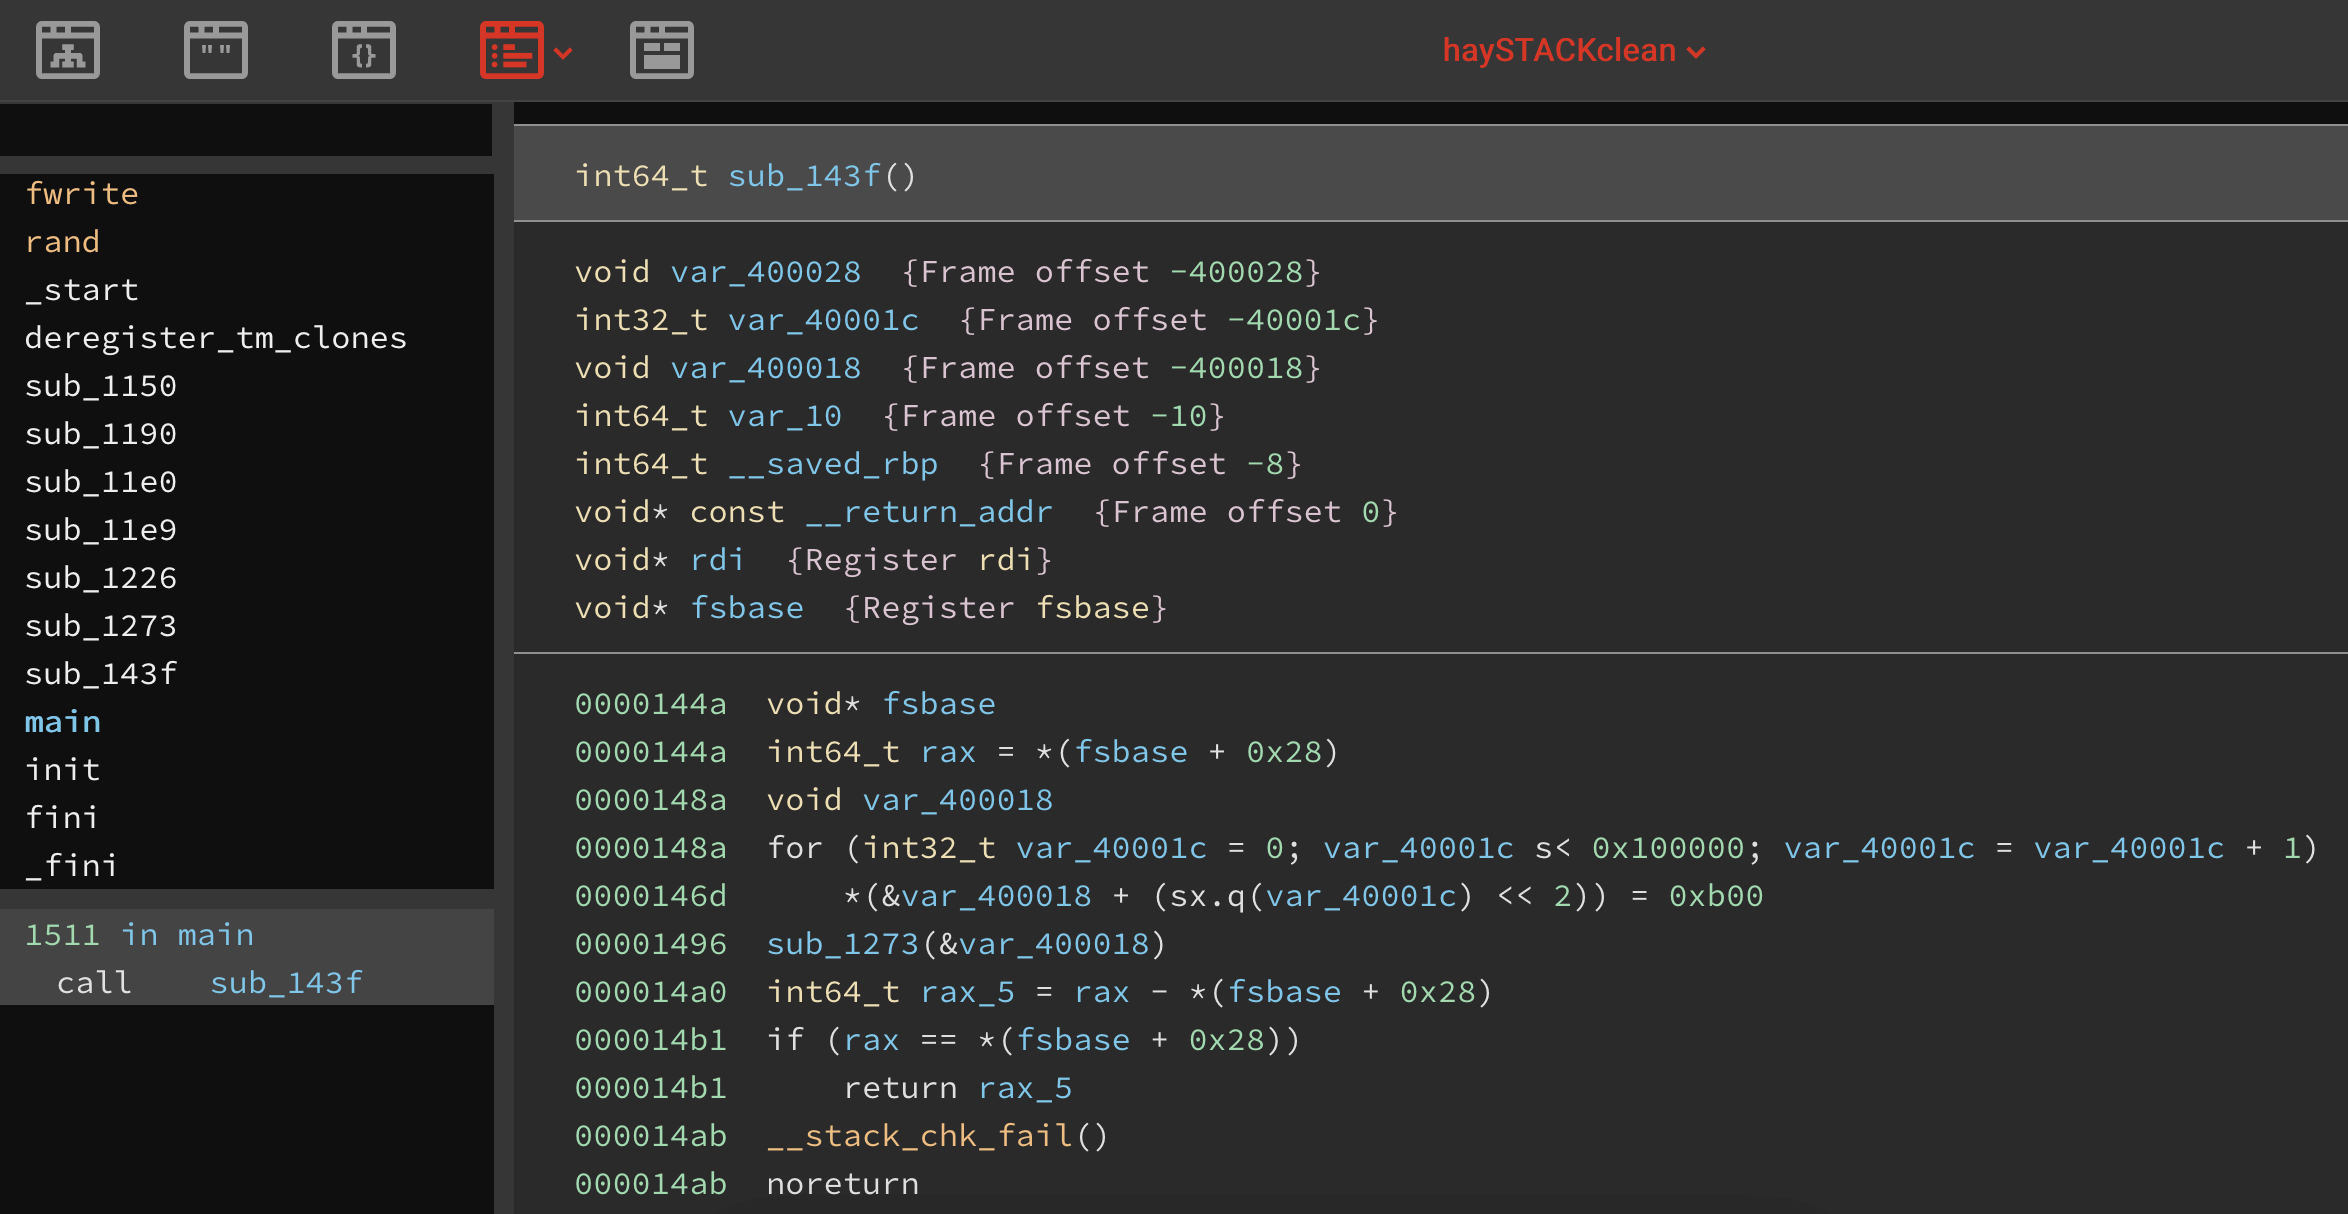 haySTACKclean
fwrite
rand
_start
deregister_tm_clones
sub_1150
sub_1190
sub_11e0
sub_11e9
sub_1226
sub_1273
sub_143f
main
init
fini
_fini
1511 in main
call sub_143f
int64_t sub_143f()
void var_400028 {Frame offset -400028}
int32_t var_40001c {Frame offset -40001c}
void var_400018 {Frame offset -400018}
int64_t var_10 {Frame offset -10}
int64_t __saved_rbp {Frame offset -8}
void* const __return_addr {Frame offset 0}
void* rdi {Register rdi}
void* fsbase {Register fsbase}
0000144a void* fsbase
0000144a int64_t rax = *(fsbase + 0x28)
0000148a void var_400018
0000148a for (int32_t var_40001c = 0; var_40001c s< 0x100000; var_40001c = var_40001c + 1)
0000146d *(&var_400018 + (sx.q(var_40001c) << 2)) = 0xb00
00001496 sub_1273(&var_400018)
000014a0 int64_t rax_5 = rax - *(fsbase + 0x28)
000014b1 if (rax == *(fsbase + 0x28))
000014b1 return rax_5
000014ab __stack_chk_fail()
000014ab noreturn